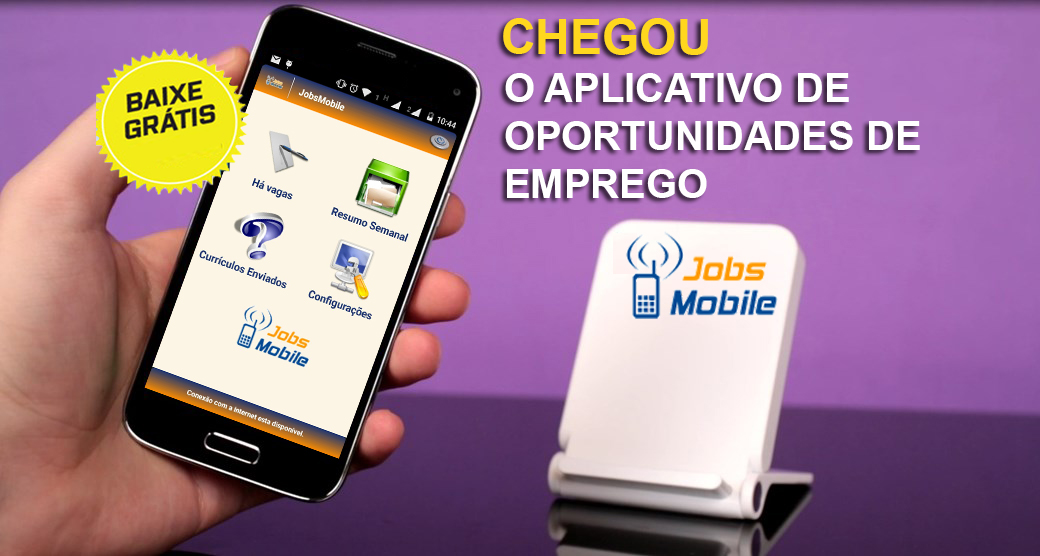 CHEGOU
O APLICATIVO DE
OPORTUNIDADES DE
EMPREGO
BAIXE
GRÁTIS
10:44
JobsMobile
Há vagas
Resumo Semanal
Currículos Enviados
Configurações
Jobs
Mobile
Conexão com a Internet esta disponível.
Jobs
Mobile